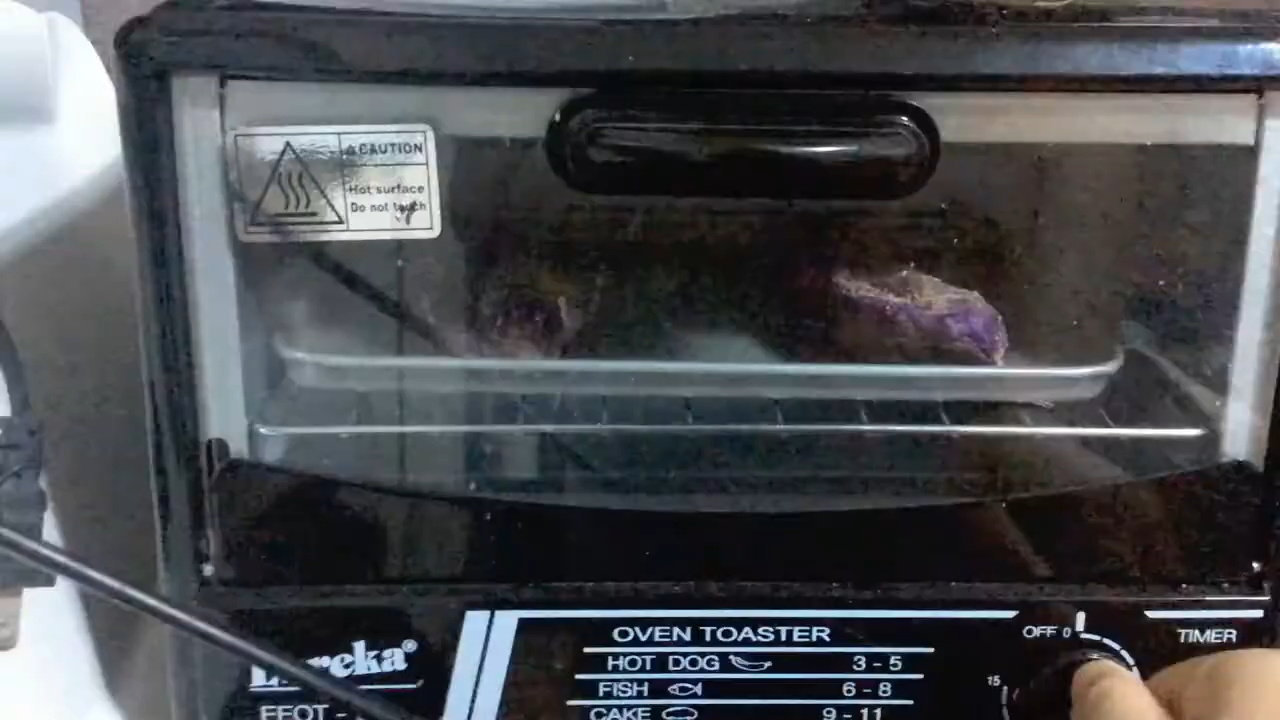 ⚠CAUTION
Hot surface
Do not touch
OVEN TOASTER
HOT DOG 3 - 5
FISH 6 - 8
CAKE 9 - 11
OFF 0
TIMER
15